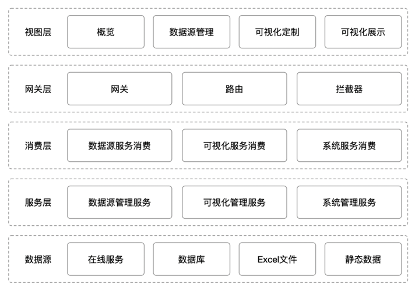 视图层 概览 数据源管理 可视化定制 可视化展示
网关层 网关 路由 拦截器
消费层 数据源服务消费 可视化服务消费 系统服务消费
服务层 数据源管理服务 可视化管理服务 系统管理服务
数据源 在线服务 数据库 Excel文件 静态数据